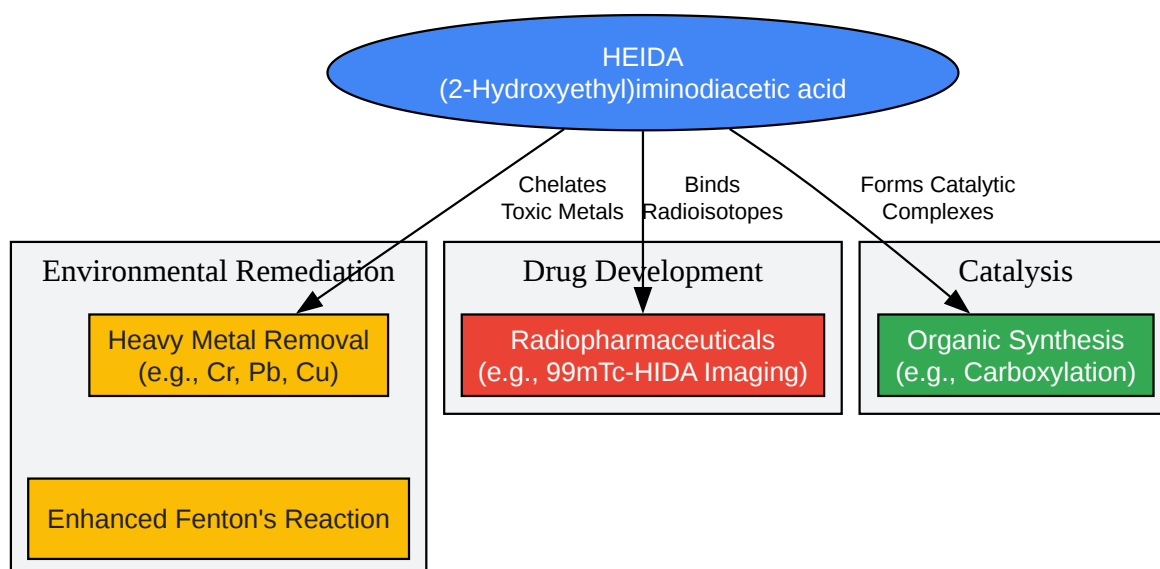 HEIDA
(2-Hydroxyethyl)iminodiacetic acid
Chelates
Toxic Metals
Binds
Radioisotopes
Forms Catalytic
Complexes
Environmental Remediation
Heavy Metal Removal
(e.g., Cr, Pb, Cu)
Enhanced Fenton's Reaction
Drug Development
Radiopharmaceuticals
(e.g., 99mTc-HIDA Imaging)
Catalysis
Organic Synthesis
(e.g., Carboxylation)